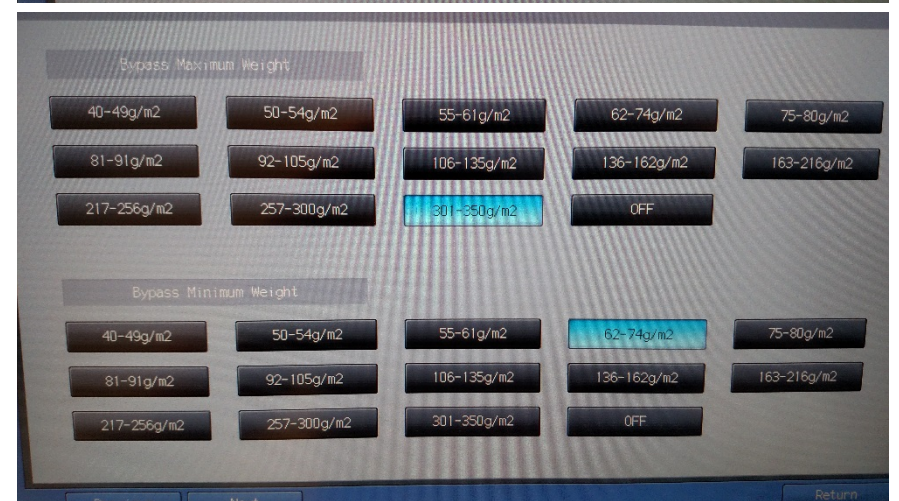 Bypass Maximum Weight
40-49g/m2 50-54g/m2 55-61g/m2 62-74g/m2 75-80g/m2
81-91g/m2 92-105g/m2 106-135g/m2 136-162g/m2 163-216g/m2
217-256g/m2 257-300g/m2 301-350g/m2 OFF
Bypass Minimum Weight
40-49g/m2 50-54g/m2 55-61g/m2 62-74g/m2 75-80g/m2
81-91g/m2 92-105g/m2 106-135g/m2 136-162g/m2 163-216g/m2
217-256g/m2 257-300g/m2 301-350g/m2 OFF
Return